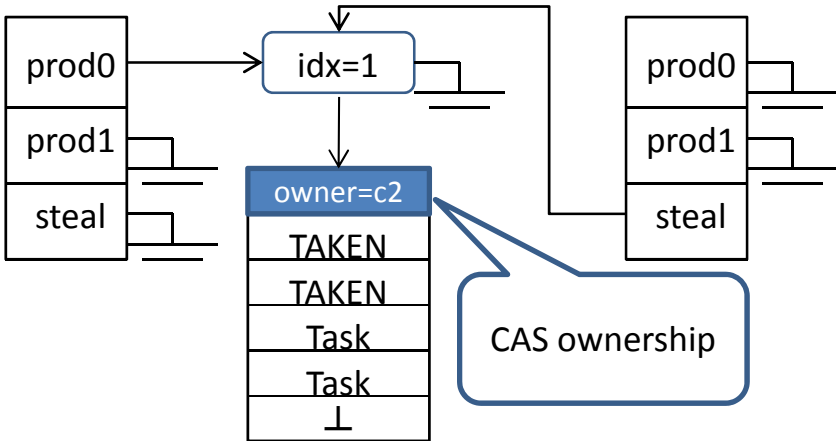 prod0
prod1
steal
idx=1
owner=c2
TAKEN
TAKEN
Task
Task
⊥
CAS ownership
prod0
prod1
steal